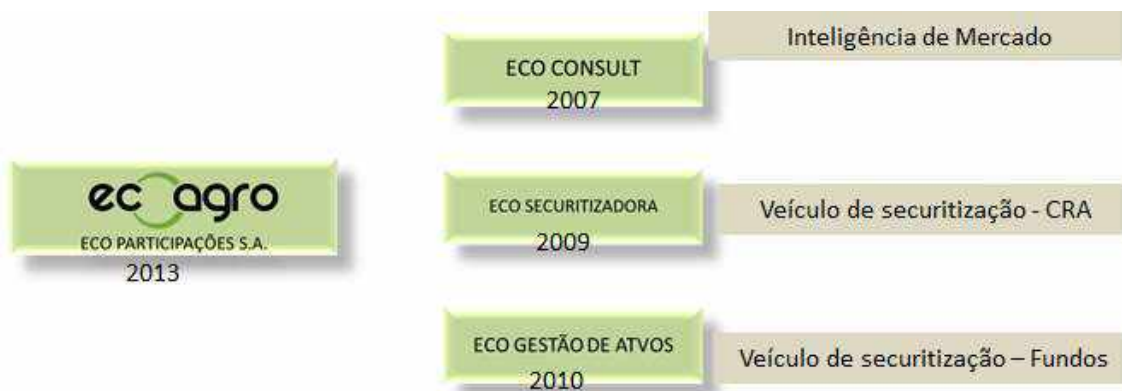 Inteligência de Mercado
ECO CONSULT
2007
ecoagro
ECO PARTICIPAÇÕES S.A.
2013
ECO SECURITIZADORA
2009
Veículo de securitização - CRA
ECO GESTÃO DE ATVOS
2010
Veículo de securitização – Fundos